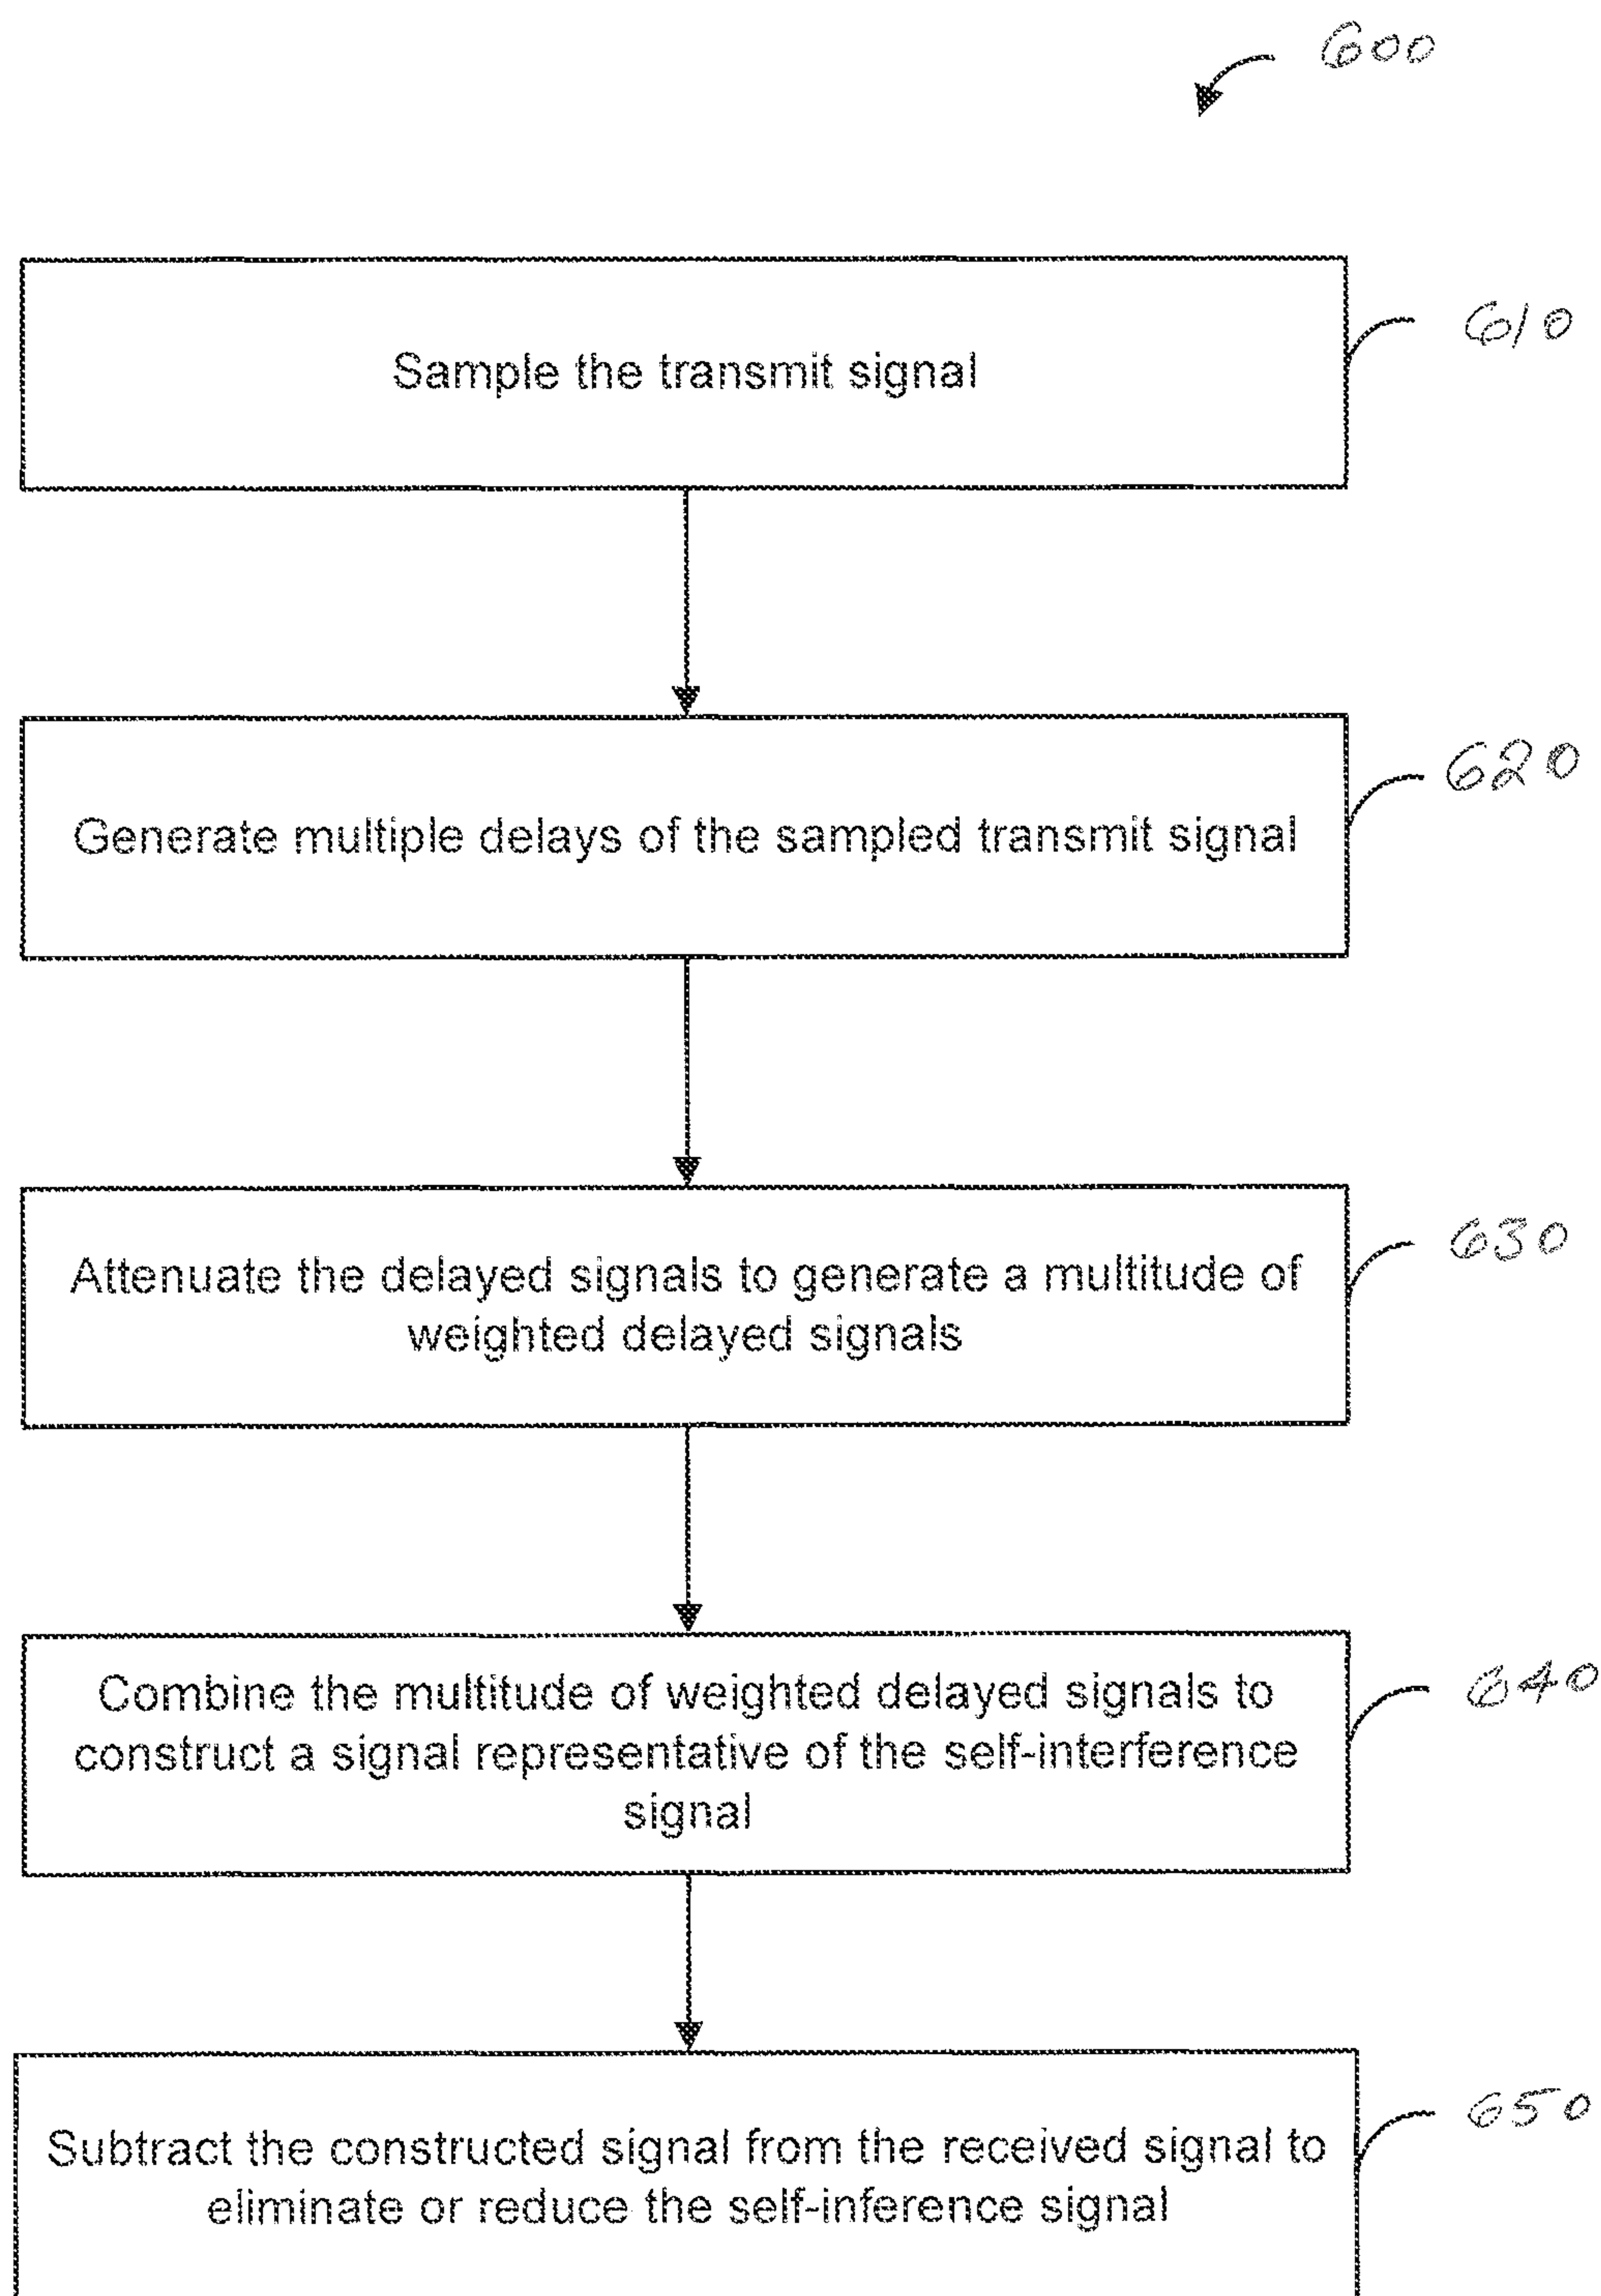 600
Sample the transmit signal
610
Generate multiple delays of the sampled transmit signal
620
Attenuate the delayed signals to generate a multitude of
weighted delayed signals
630
Combine the multitude of weighted delayed signals to
construct a signal representative of the self-interference
signal
640
Subtract the constructed signal from the received signal to
eliminate or reduce the self-inference signal
650